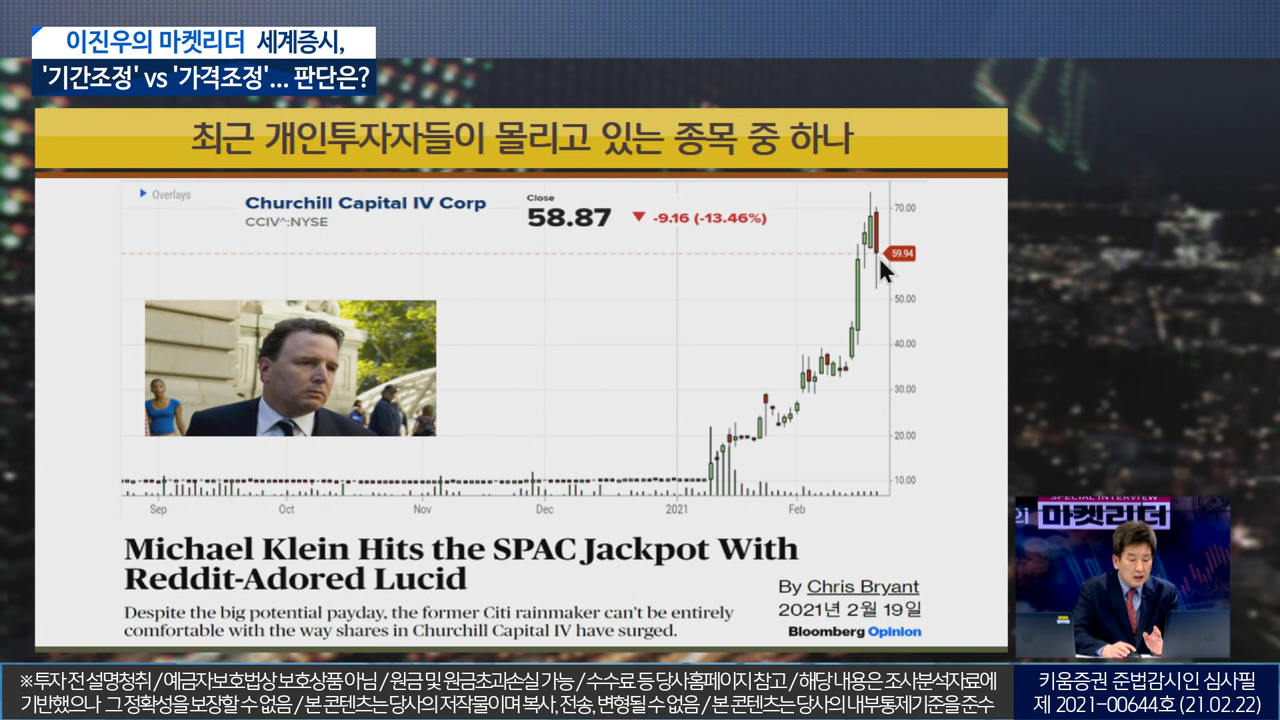 이진우의 마켓리더 세계증시,
'기간조정' vs '가격조정'... 판단은?
최근 개인투자자들이 몰리고 있는 종목 중 하나
Overlays
Churchill Capital IV Corp
CCIV^:NYSE
Close
58.87 ▼ -9.16 (-13.46%)
70.00
59.94
50.00
40.00
30.00
20.00
10.00
Sep Oct Nov Dec 2021 Feb
Michael Klein Hits the SPAC Jackpot With
Reddit-Adored Lucid
By Chris Bryant
2021년 2월 19일
Despite the big potential payday, the former Citi rainmaker can't be entirely
comfortable with the way shares in Churchill Capital IV have surged.
Bloomberg Opinion
SPECIAL INTERVIEW
의 마켓리더
※ 투자 전 설명청취 / 예금자보호법상 보호상품 아님 / 원금 및 원금초과손실 가능 / 수수료 등 당사홈페이지 참고 / 해당 내용은 조사분석자료에
기반했으나 그 정확성을 보장할 수 없음 / 본 콘텐츠는 당사의 저작물이며 복사, 전송, 변형될 수 없음 / 본 콘텐츠는 당사의 내부통제기준을 준수
키움증권 준법감시인 심사필
제 2021-00644호 (21.02.22)